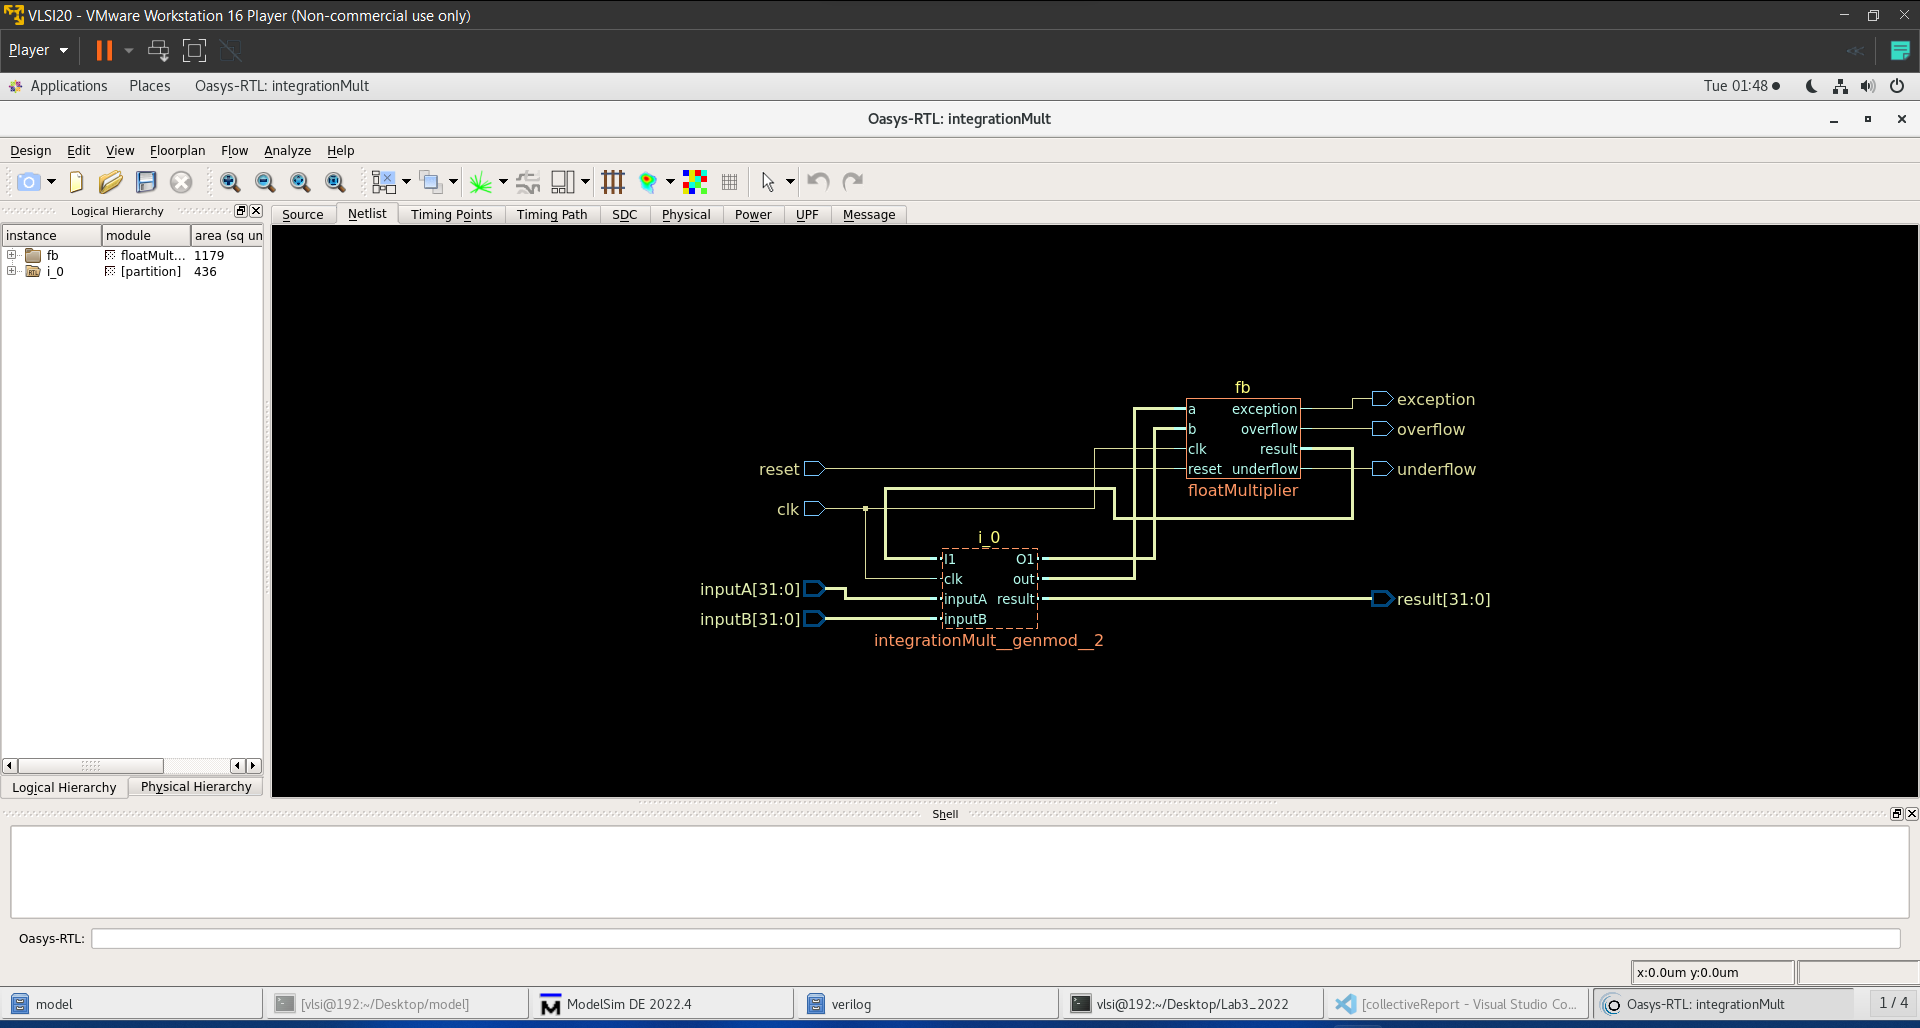 VLSI20 - VMware Workstation 16 Player (Non-commercial use only)
Player
Applications Places Oasys-RTL: integrationMult Tue 01:48
Oasys-RTL: integrationMult
Design Edit View Floorplan Flow Analyze Help
Logical Hierarchy
Source Netlist Timing Points Timing Path SDC Physical Power UPF Message
instance module area (sq un
fb floatMult... 1179
i_0 [partition] 436
fb
a exception
b overflow
clk result
reset underflow
floatMultiplier
exception
overflow
underflow
reset
clk
i_0
I1 O1
clk out
inputA result
inputB
integrationMult__genmod__2
inputA[31:0]
inputB[31:0]
result[31:0]
Logical Hierarchy Physical Hierarchy
Shell
Oasys-RTL:
x:0.0um y:0.0um
model [vlsi@192:~/Desktop/model] ModelSim DE 2022.4 verilog vlsi@192:~/Desktop/Lab3_2022 [collectiveReport - Visual Studio Co... Oasys-RTL: integrationMult 1 / 4